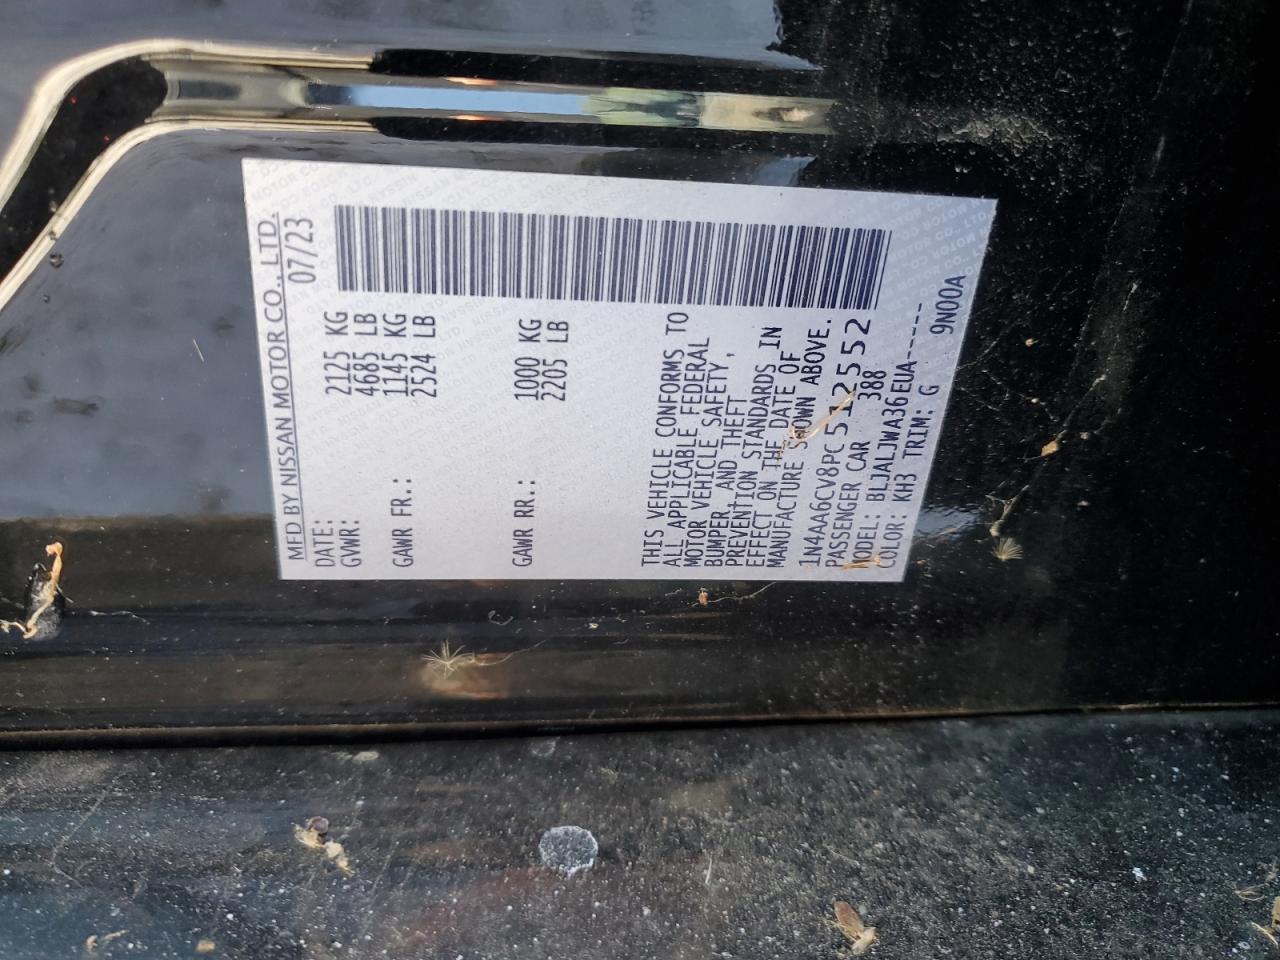 MFD BY NISSAN MOTOR CO., LTD.
DATE: 07/23
GVWR: 2125 KG
4685 LB
GAWR FR.: 1145 KG
2524 LB
GAWR RR.: 1000 KG
2205 LB
THIS VEHICLE CONFORMS TO
ALL APPLICABLE FEDERAL
MOTOR VEHICLE SAFETY,
BUMPER AND THEFT
PREVENTION STANDARDS IN
EFFECT ON THE DATE OF
MANUFACTURE SHOWN ABOVE.
1N4AA6CV8PC512552
PASSENGER CAR 388
MODEL: BLJALJWA36EUA-----
COLOR: KH3 TRIM: G 9N00A